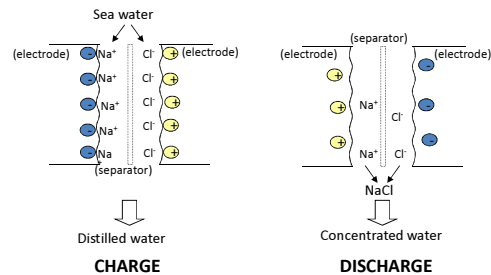 Sea water
(electrode)
(electrode)
- Na⁺ Cl⁻ +
- Na⁺ Cl⁻ +
- Na⁺ Cl⁻ +
- Na⁺ Cl⁻ +
- Na⁺ Cl⁻ +
(separator)
Distilled water
CHARGE
(separator)
(electrode)
(electrode)
+ -
+ Na⁺ -
Cl⁻
+ -
Na⁺ Cl⁻
NaCl
Concentrated water
DISCHARGE